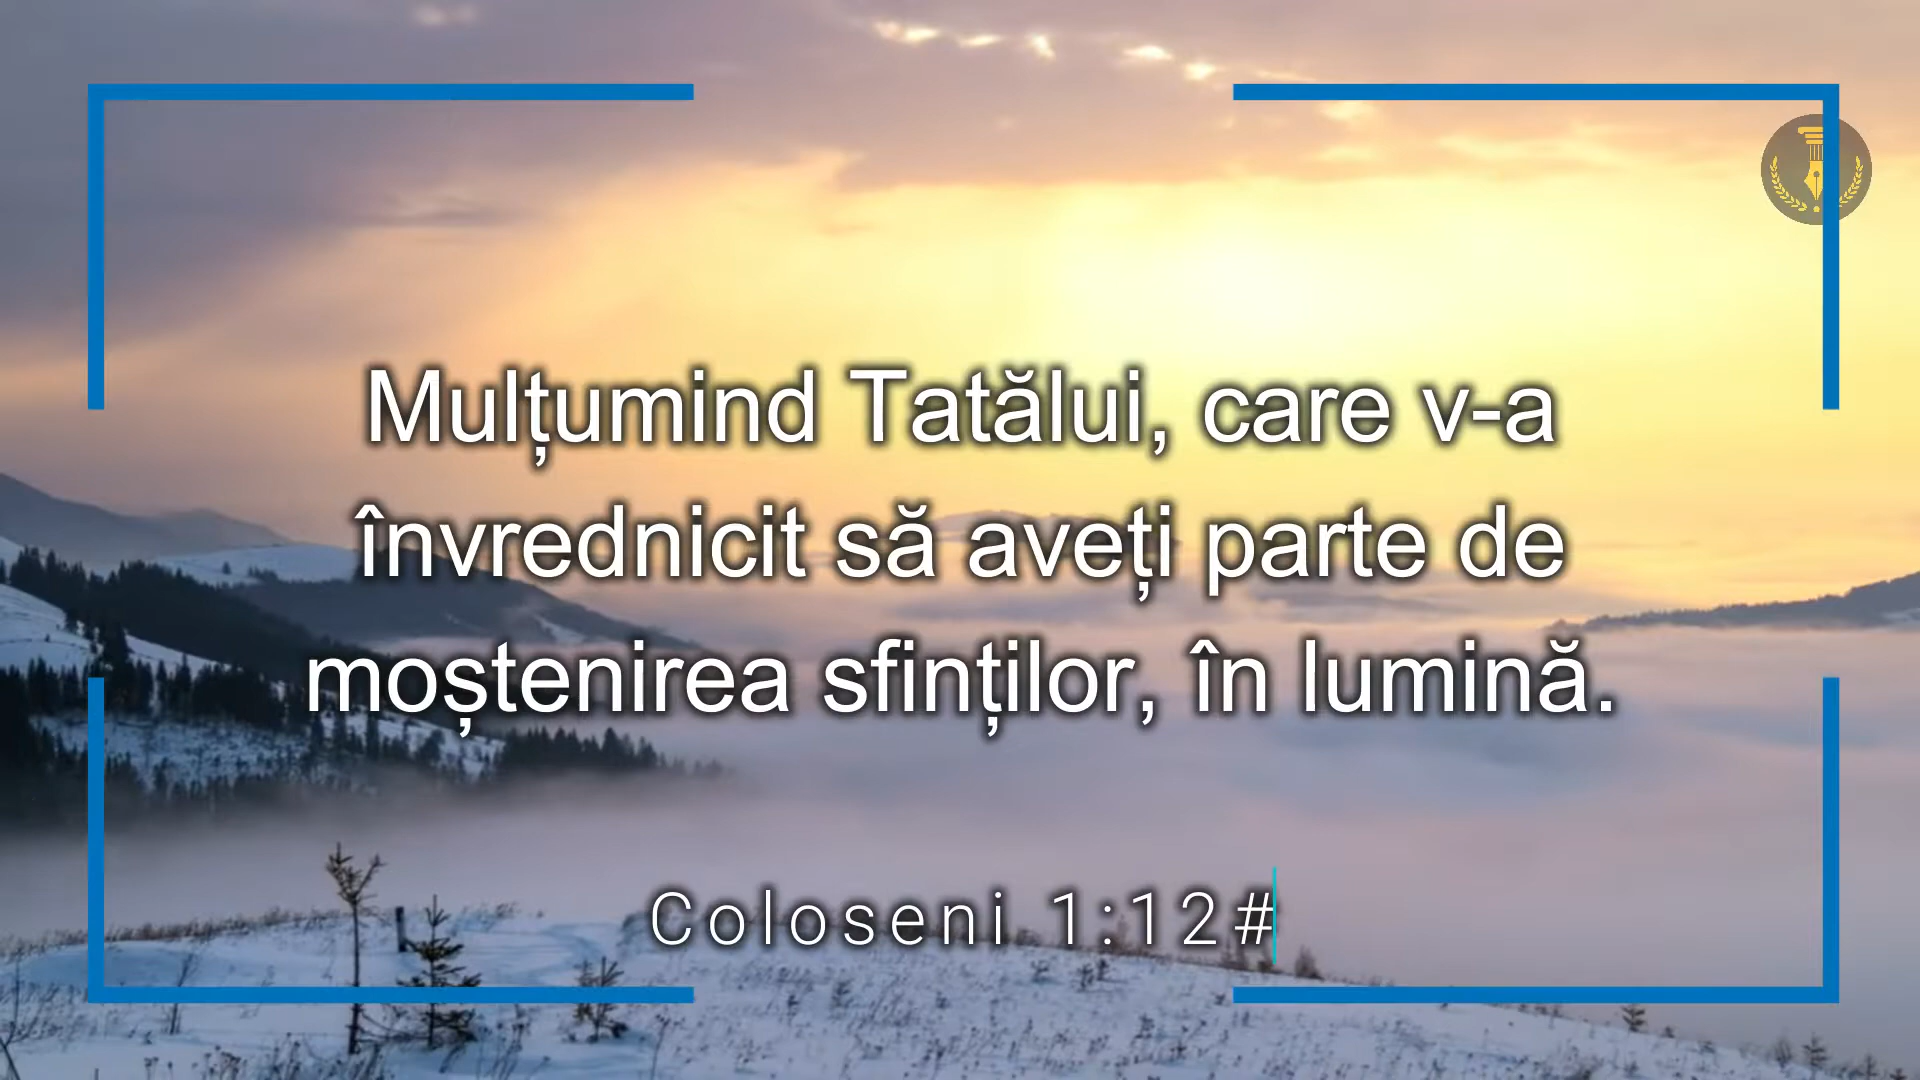 Mulțumind Tatălui, care v-a
învrednicit să aveți parte de
moștenirea sfinților, în lumină.
Coloseni 1:12#